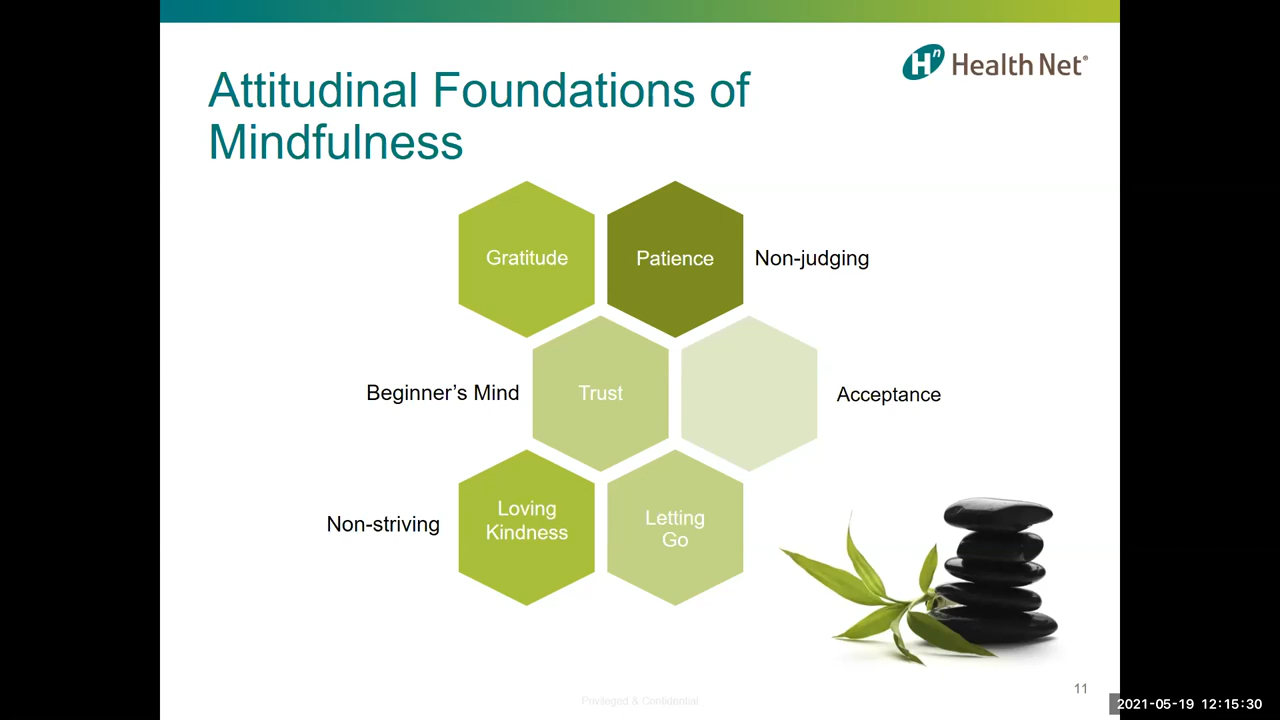 Hn Health Net®
Attitudinal Foundations of
Mindfulness
Gratitude
Patience
Non-judging
Beginner’s Mind
Trust
Acceptance
Non-striving
Loving
Kindness
Letting
Go
Privileged & Confidential
11
2021-05-19 12:15:30